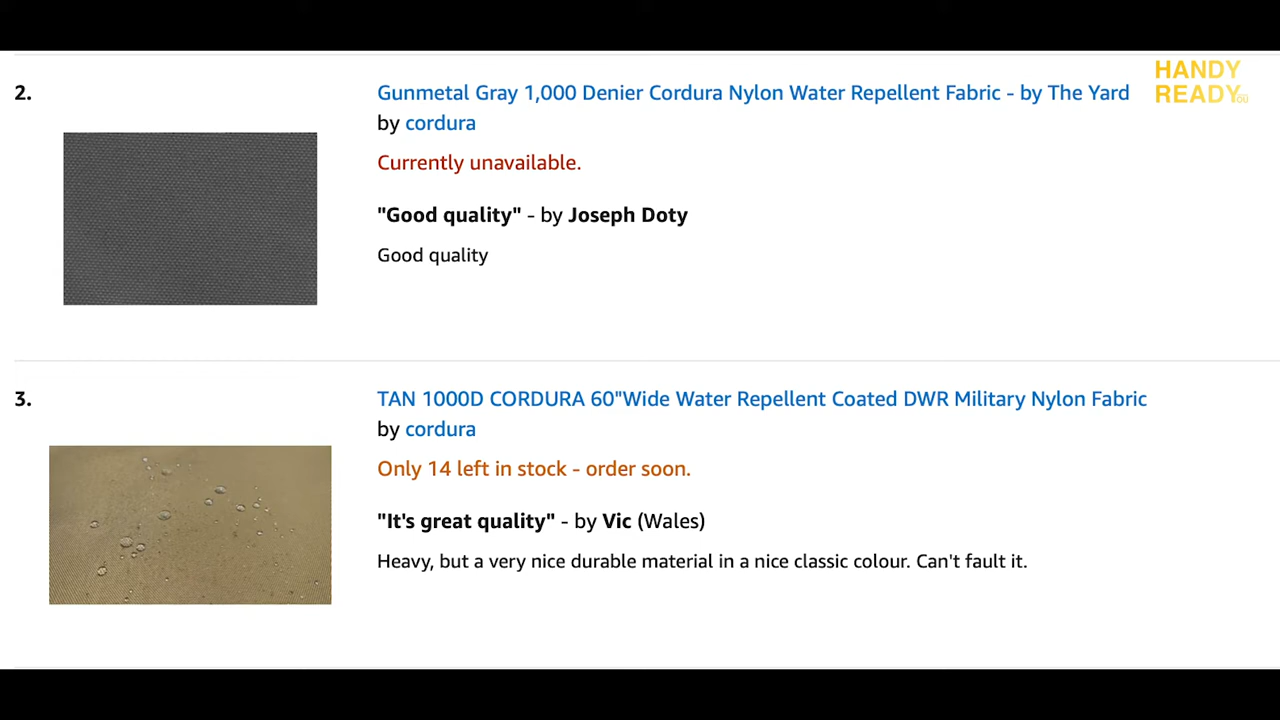 HANDY
READYou
2.
Gunmetal Gray 1,000 Denier Cordura Nylon Water Repellent Fabric - by The Yard
by cordura
Currently unavailable.
"Good quality" - by Joseph Doty
Good quality
3.
TAN 1000D CORDURA 60"Wide Water Repellent Coated DWR Military Nylon Fabric
by cordura
Only 14 left in stock - order soon.
"It's great quality" - by Vic (Wales)
Heavy, but a very nice durable material in a nice classic colour. Can't fault it.